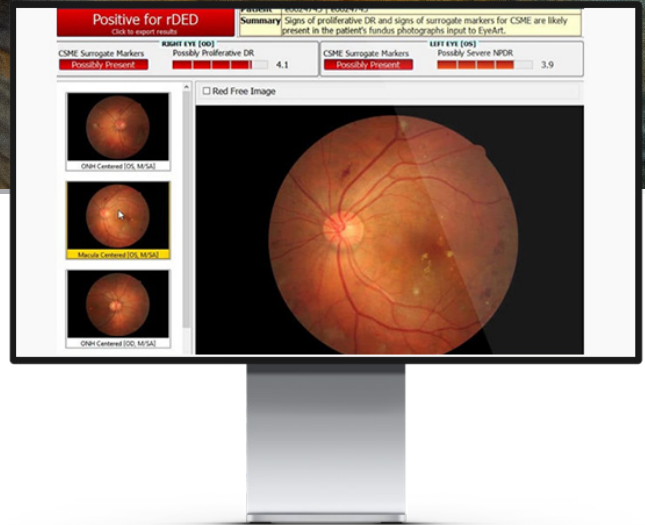 Positive for rDED
Click to export results
Patient
Summary Signs of proliferative DR and signs of surrogate markers for CSME are likely
present in the patient's fundus photographs input to EyeArt.
RIGHT EYE [OD]
CSME Surrogate Markers Possibly Proliferative DR
Possibly Present 4.1
LEFT EYE [OS]
CSME Surrogate Markers Possibly Severe NPDR
Possibly Present 3.9
Red Free Image
ONH Centered [OS, M/SA]
Macula Centered [OS, M/SA]
ONH Centered [OD, M/SA]